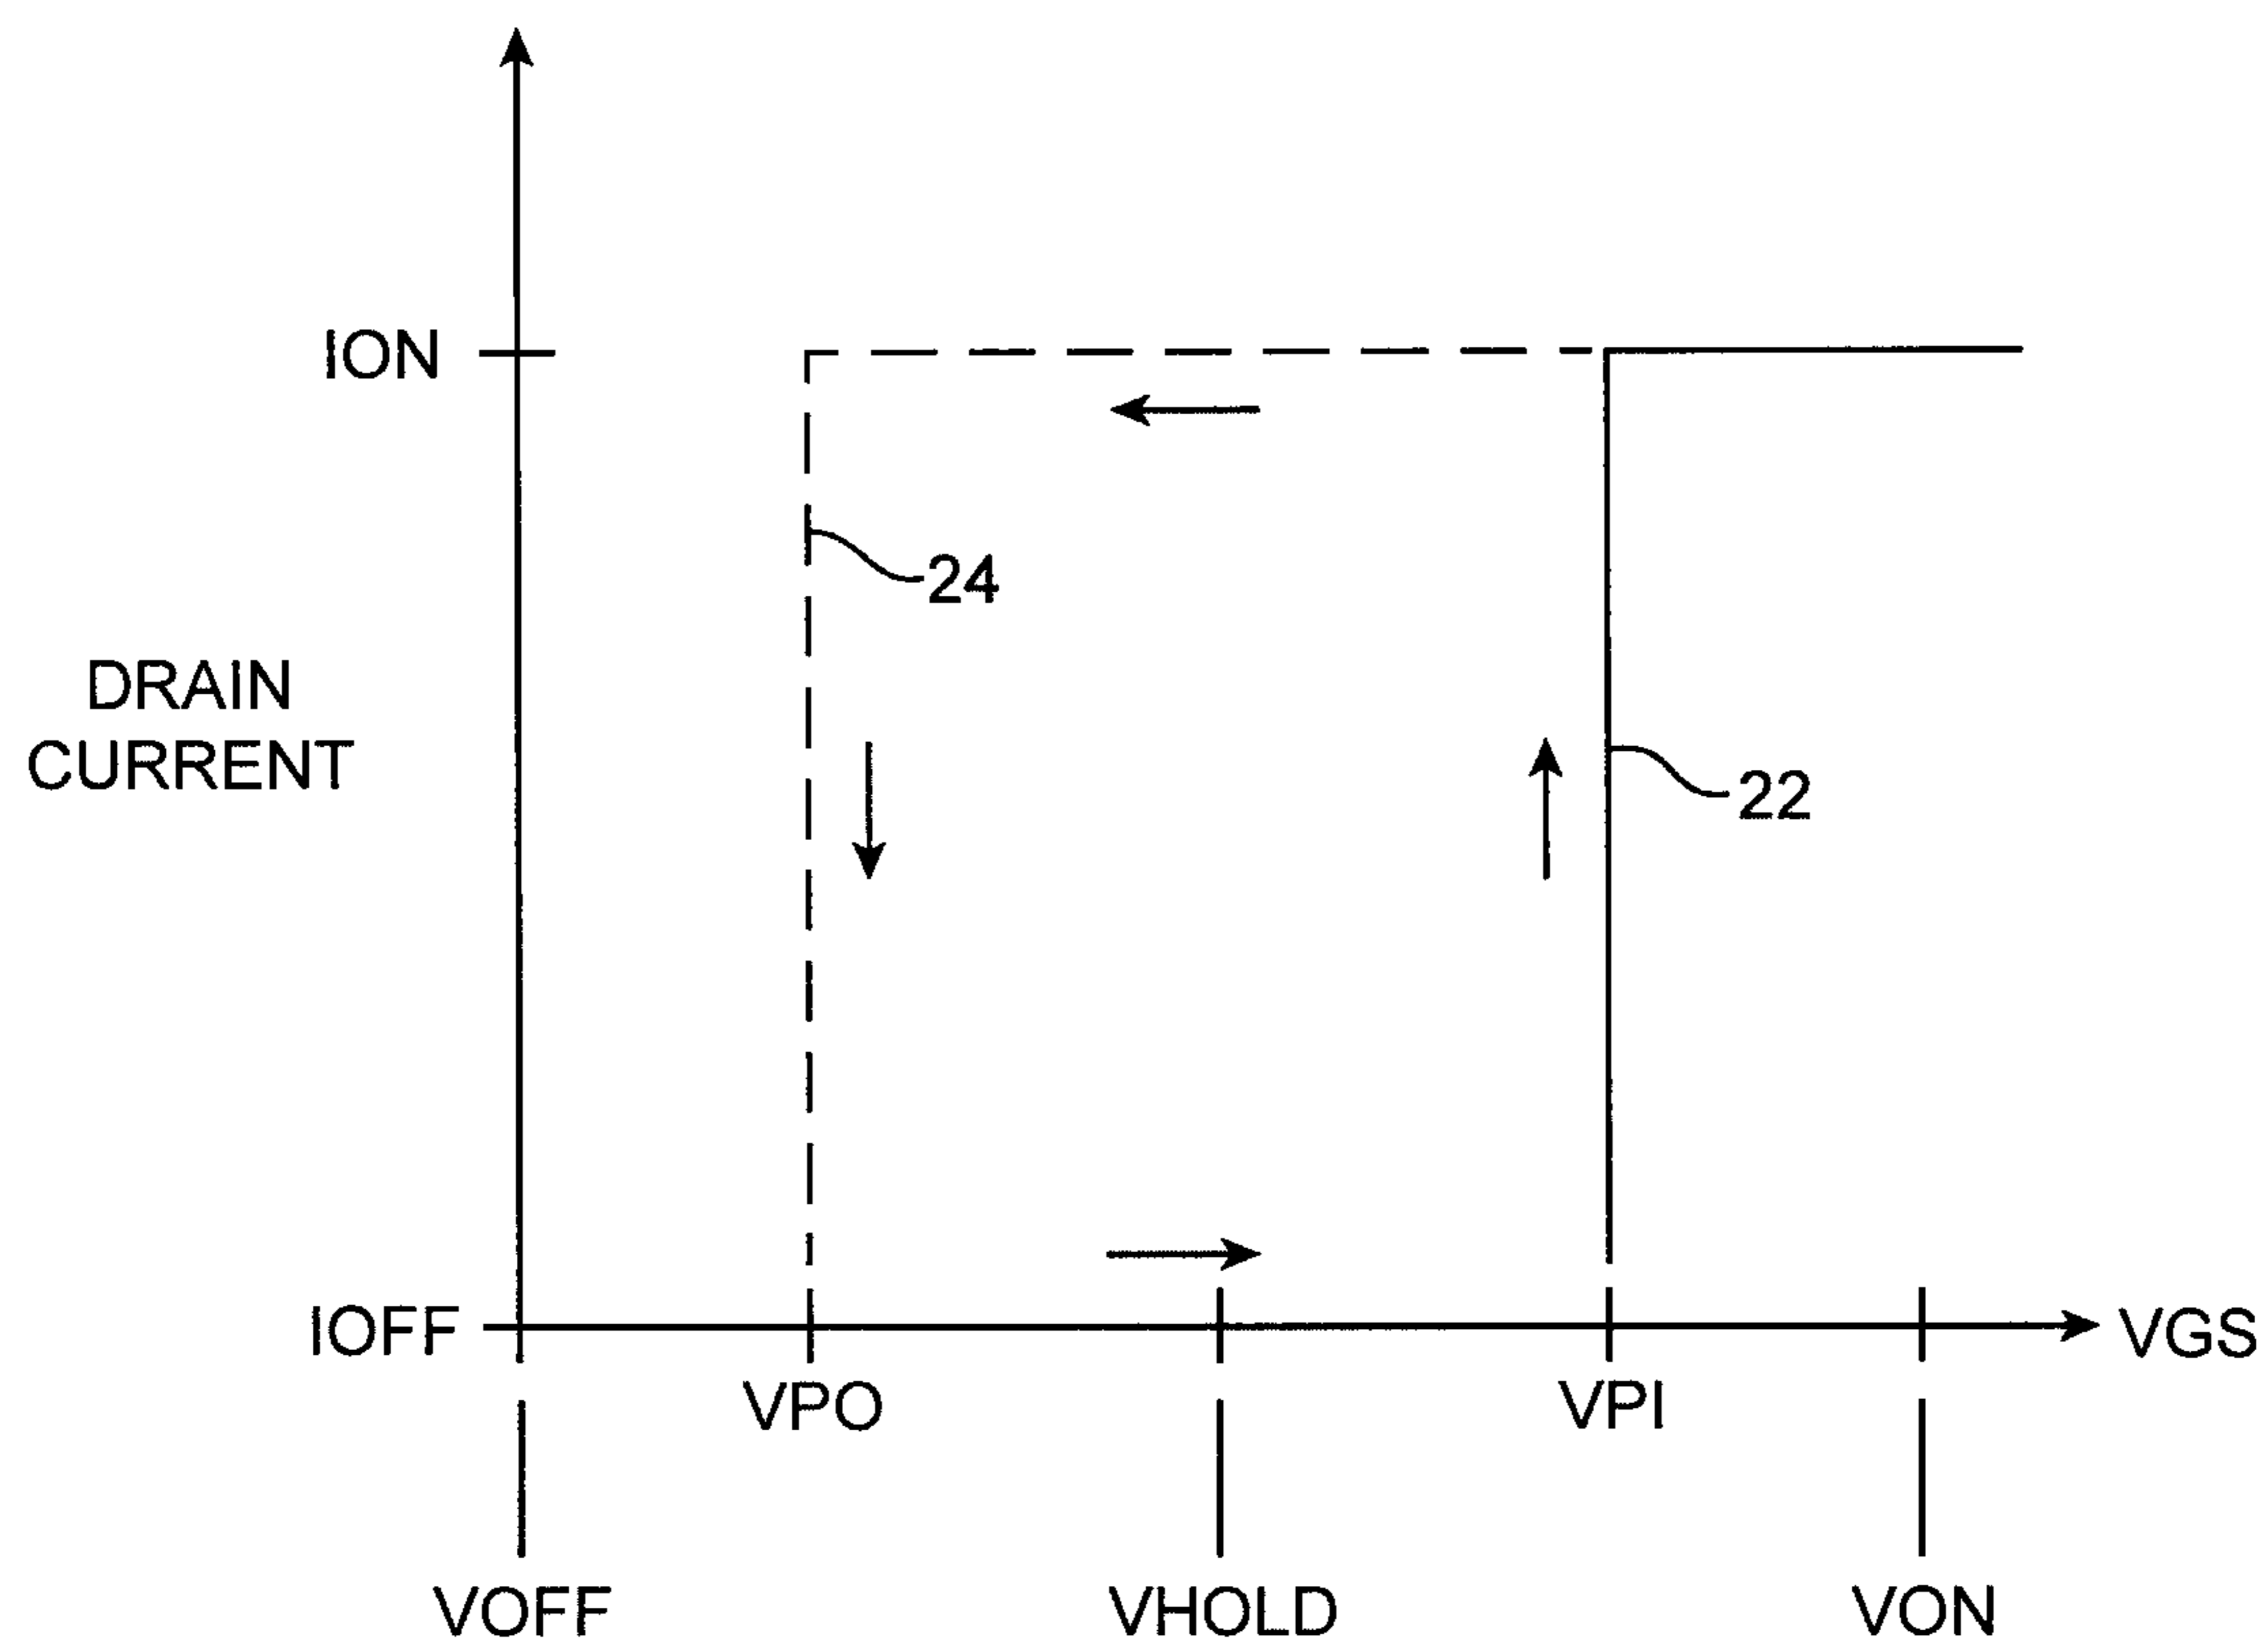 ION
24
DRAIN
CURRENT
22
IOFF
VGS
VPO
VPI
VOFF
VHOLD
VON